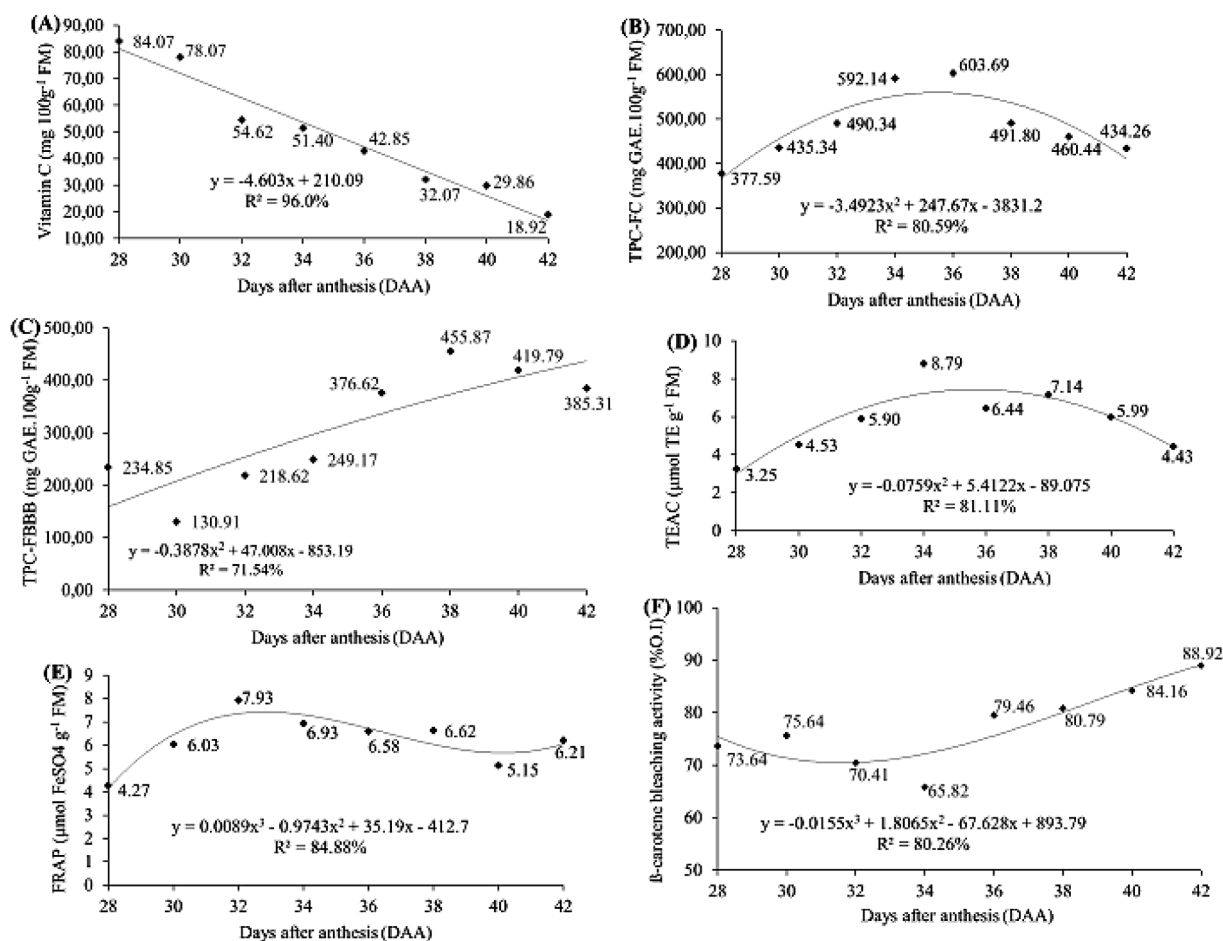 (A)
Vitamin C (mg 100g⁻¹ FM)
90,00
80,00
70,00
60,00
50,00
40,00
30,00
20,00
10,00
84.07
78.07
54.62
51.40
42.85
32.07
29.86
18.92
y = -4.603x + 210.09
R² = 96.0%
28 30 32 34 36 38 40 42
Days after anthesis (DAA)
(B)
TPC-FC (mg GAE.100g⁻¹ FM)
700,00
600,00
500,00
400,00
300,00
200,00
377.59
435.34
490.34
592.14
603.69
491.80
460.44
434.26
y = -3.4923x² + 247.67x - 3831.2
R² = 80.59%
28 30 32 34 36 38 40 42
Days after anthesis (DAA)
(C)
TPC-FBBB (mg GAE.100g⁻¹ FM)
500,00
400,00
300,00
200,00
100,00
0,00
234.85
130.91
218.62
249.17
376.62
455.87
419.79
385.31
y = -0.3878x² + 47.008x - 853.19
R² = 71.54%
28 30 32 34 36 38 40 42
Days after anthesis (DAA)
(D)
TEAC (µmol TE g⁻¹ FM)
10
8
6
4
2
0
3.25
4.53
5.90
8.79
6.44
7.14
5.99
4.43
y = -0.0759x² + 5.4122x - 89.075
R² = 81.11%
28 30 32 34 36 38 40 42
Days after anthesis (DAA)
(E)
FRAP (µmol FeSO4 g⁻¹ FM)
9
8
7
6
5
4
3
2
1
0
4.27
6.03
7.93
6.93
6.58
6.62
5.15
6.21
y = 0.0089x³ - 0.9743x² + 35.19x - 412.7
R² = 84.88%
28 30 32 34 36 38 40 42
Days after anthesis (DAA)
(F)
ß-carotene bleaching activity (%O.I)
100
90
80
70
60
50
73.64
75.64
70.41
65.82
79.46
80.79
84.16
88.92
y = -0.0155x³ + 1.8065x² - 67.628x + 893.79
R² = 80.26%
28 30 32 34 36 38 40 42
Days after anthesis (DAA)